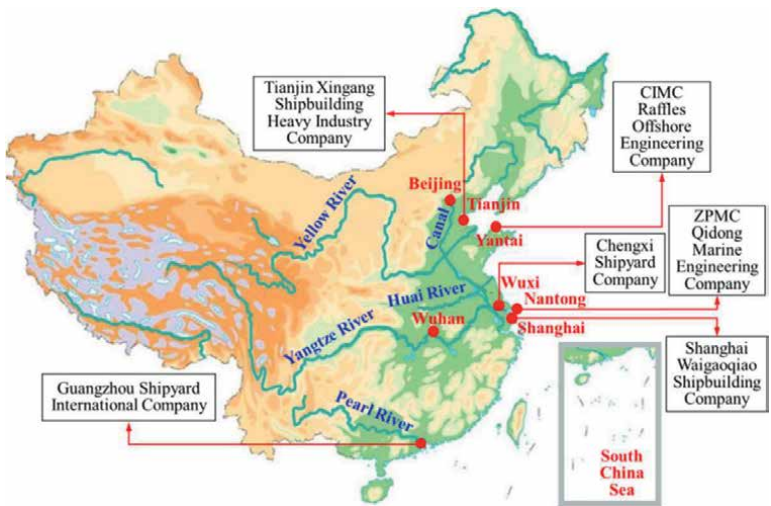 Tianjin Xingang
Shipbuilding
Heavy Industry
Company
CIMC
Raffles
Offshore
Engineering
Company
Beijing
Tianjin
Yantai
Yellow River
Canal
ZPMC
Qidong
Marine
Engineering
Company
Chengxi
Shipyard
Company
Wuxi
Nantong
Huai River
Shanghai
Wuhan
Yangtze River
Shanghai
Waigaoqiao
Shipbuilding
Company
Guangzhou Shipyard
International Company
Pearl River
South
China
Sea